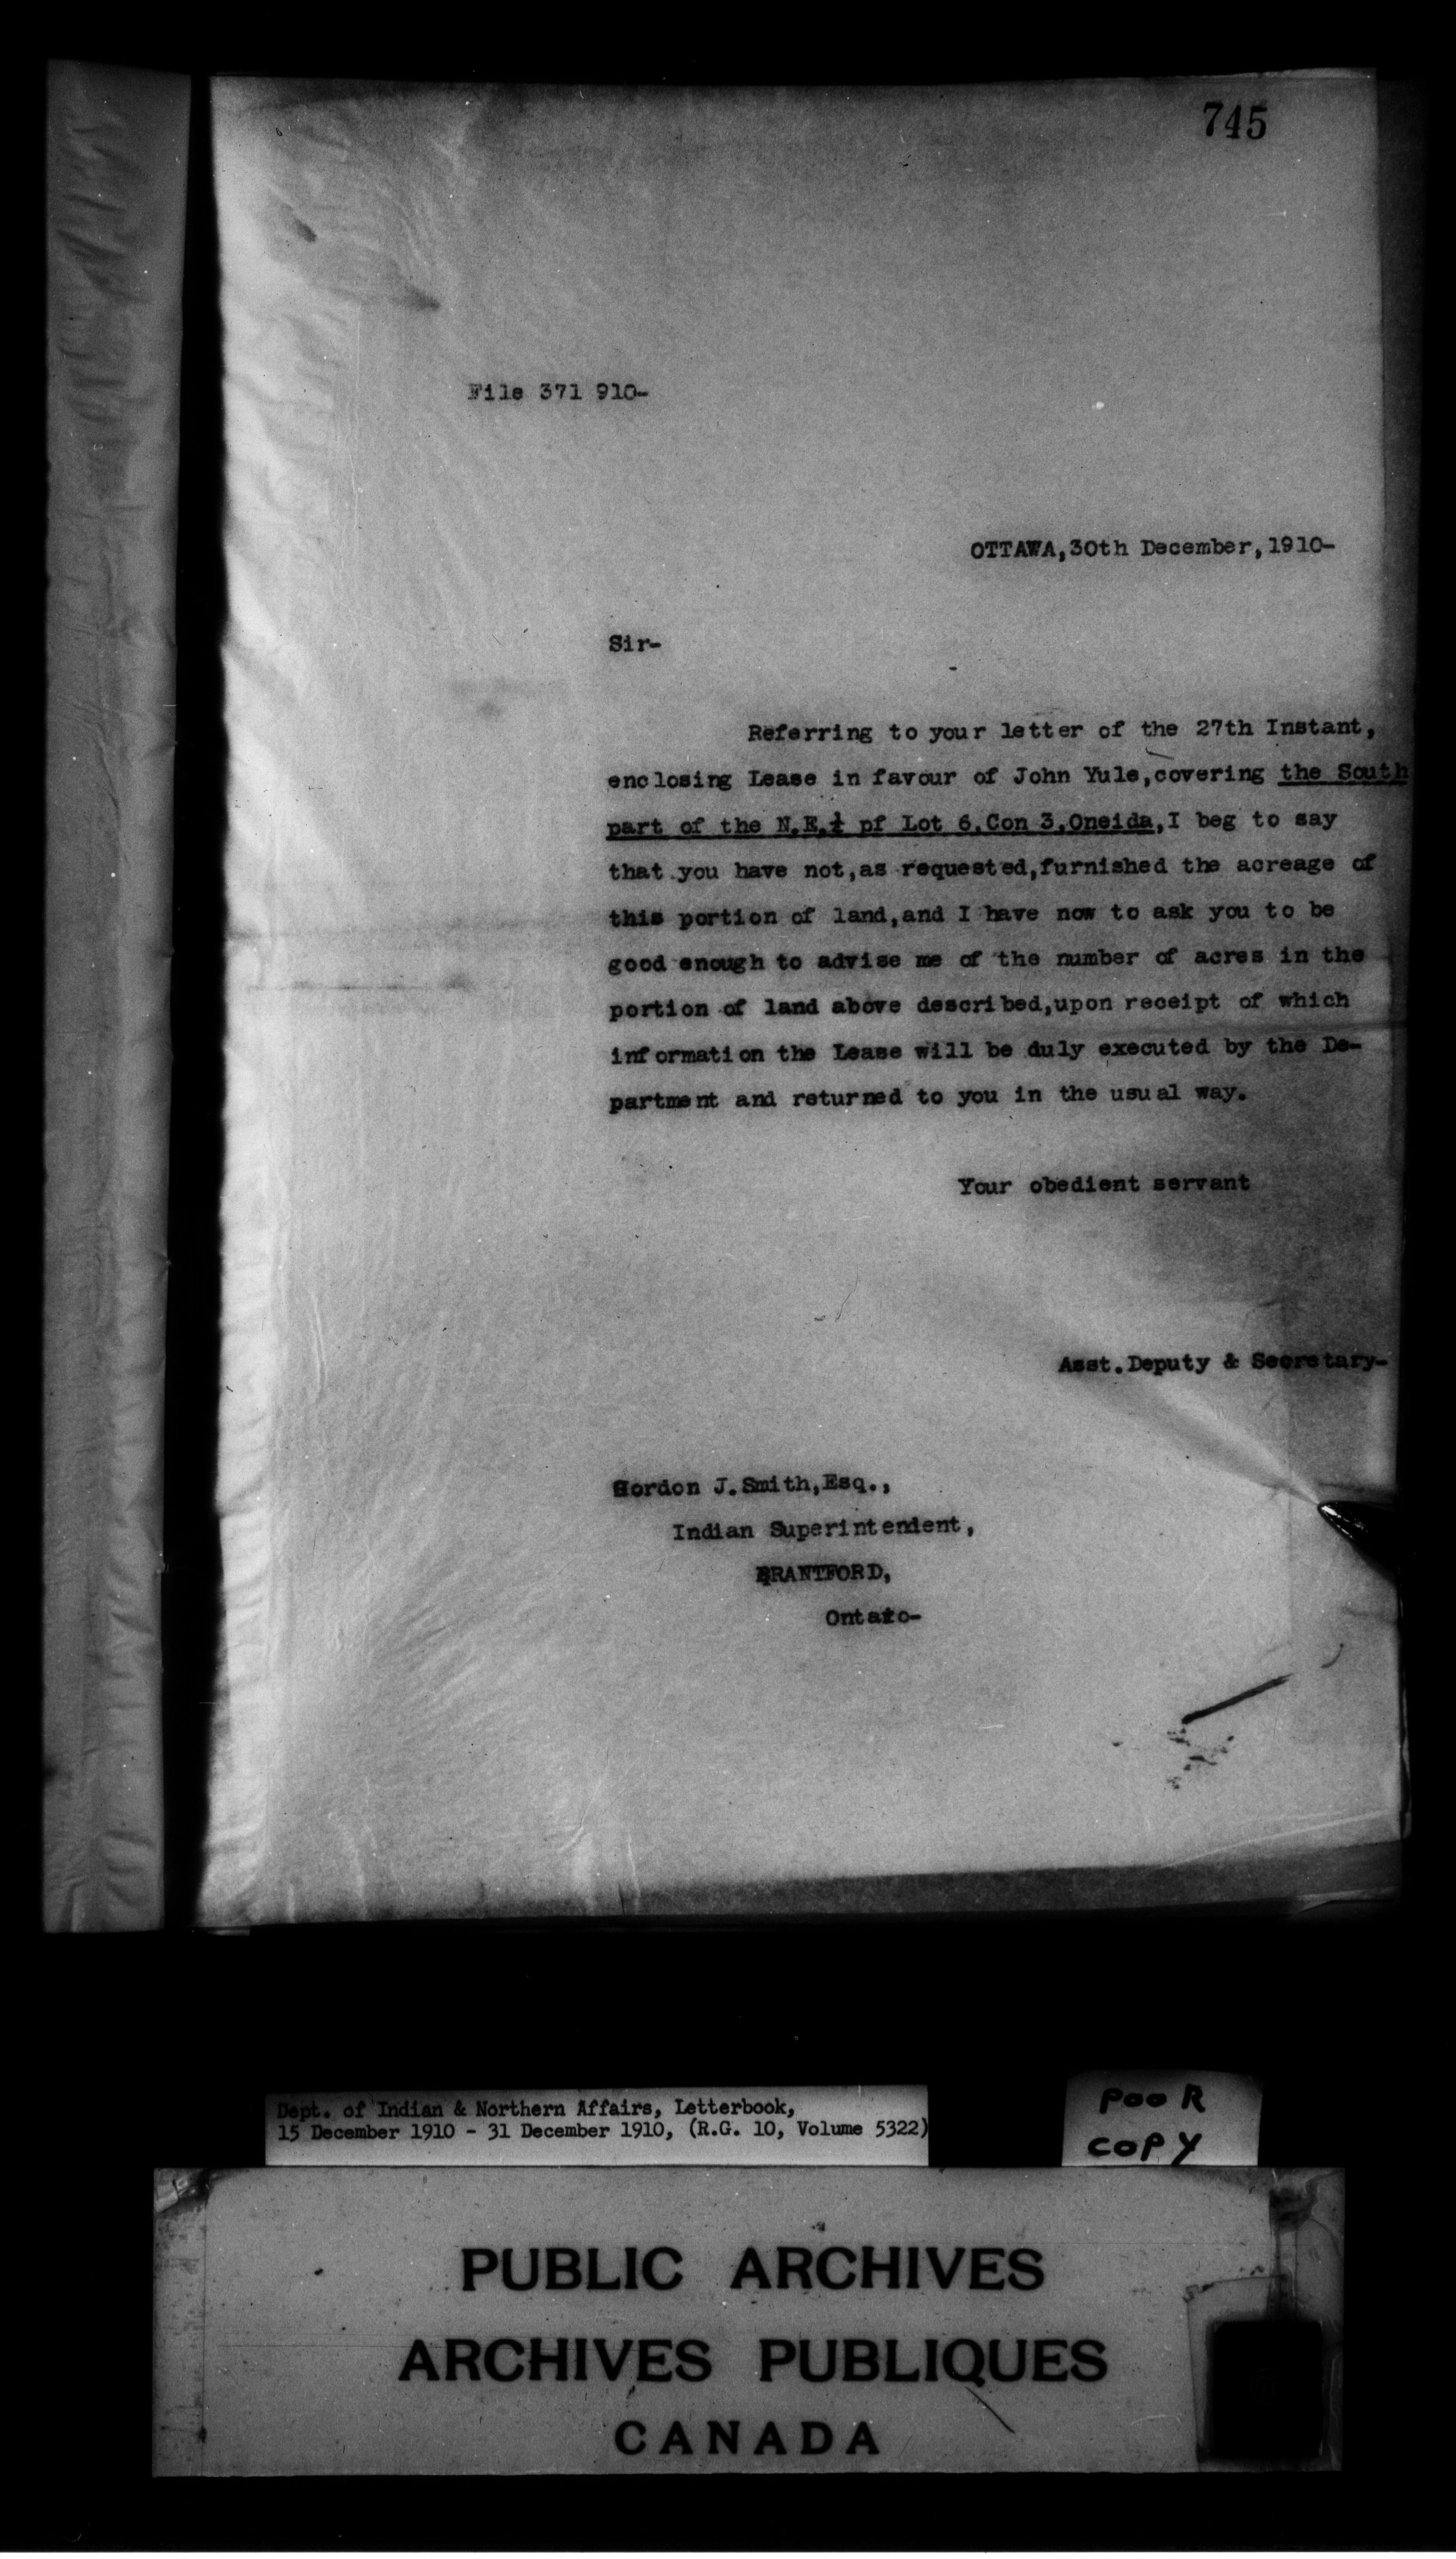 745
File 371 910-
OTTAWA,30th December,1910-
Sir-
Referring to your letter of the 27th Instant,
enclosing Lease in favour of John Yule,covering the South
part of the N.E.¼ pf Lot 6,Con 3,Oneida,I beg to say
that you have not,as requested,furnished the acreage of
this portion of land,and I have now to ask you to be
good enough to advise me of the number of acres in the
portion of land above described,upon receipt of which
information the Lease will be duly executed by the De-
partment and returned to you in the usual way.
Your obedient servant
Asst.Deputy & Secretary-
Gordon J.Smith,Esq.,
Indian Superintendent,
BRANTFORD,
Ontaro-
Dept. of Indian & Northern Affairs, Letterbook,
15 December 1910 - 31 December 1910, (R.G. 10, Volume 5322)
POOR
COPY
PUBLIC ARCHIVES
ARCHIVES PUBLIQUES
CANADA